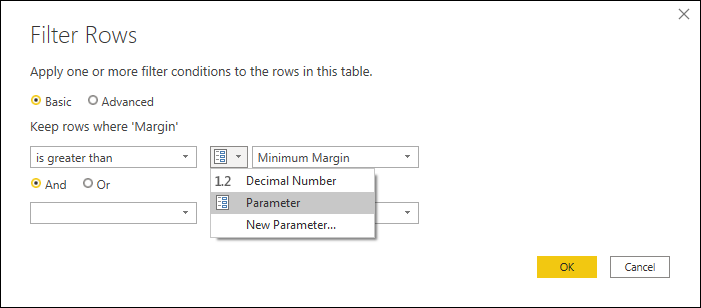 Filter Rows
Apply one or more filter conditions to the rows in this table.
Basic Advanced
Keep rows where 'Margin'
is greater than Minimum Margin
And Or
1.2 Decimal Number
Parameter
New Parameter...
OK Cancel